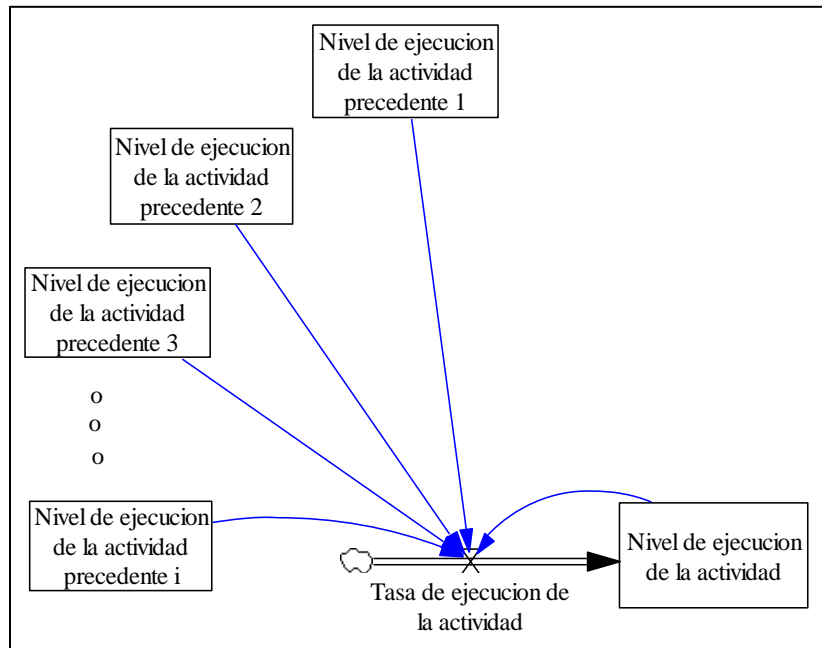 Nivel de ejecucion
de la actividad
precedente 1
Nivel de ejecucion
de la actividad
precedente 2
Nivel de ejecucion
de la actividad
precedente 3
o
o
o
Nivel de ejecucion
de la actividad
precedente i
Nivel de ejecucion
de la actividad
Tasa de ejecucion de
la actividad